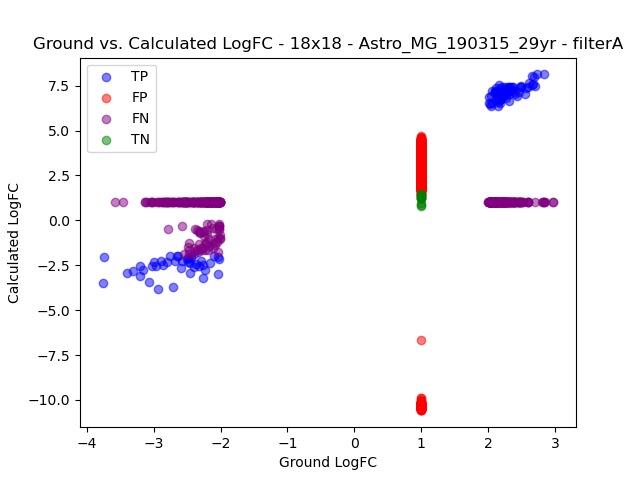 Ground vs. Calculated LogFC - 18x18 - Astro_MG_190315_29yr - filterA
TP
FP
FN
TN
7.5
5.0
2.5
0.0
−2.5
−5.0
−7.5
−10.0
Calculated LogFC
−4
−3
−2
−1
0
1
2
3
Ground LogFC